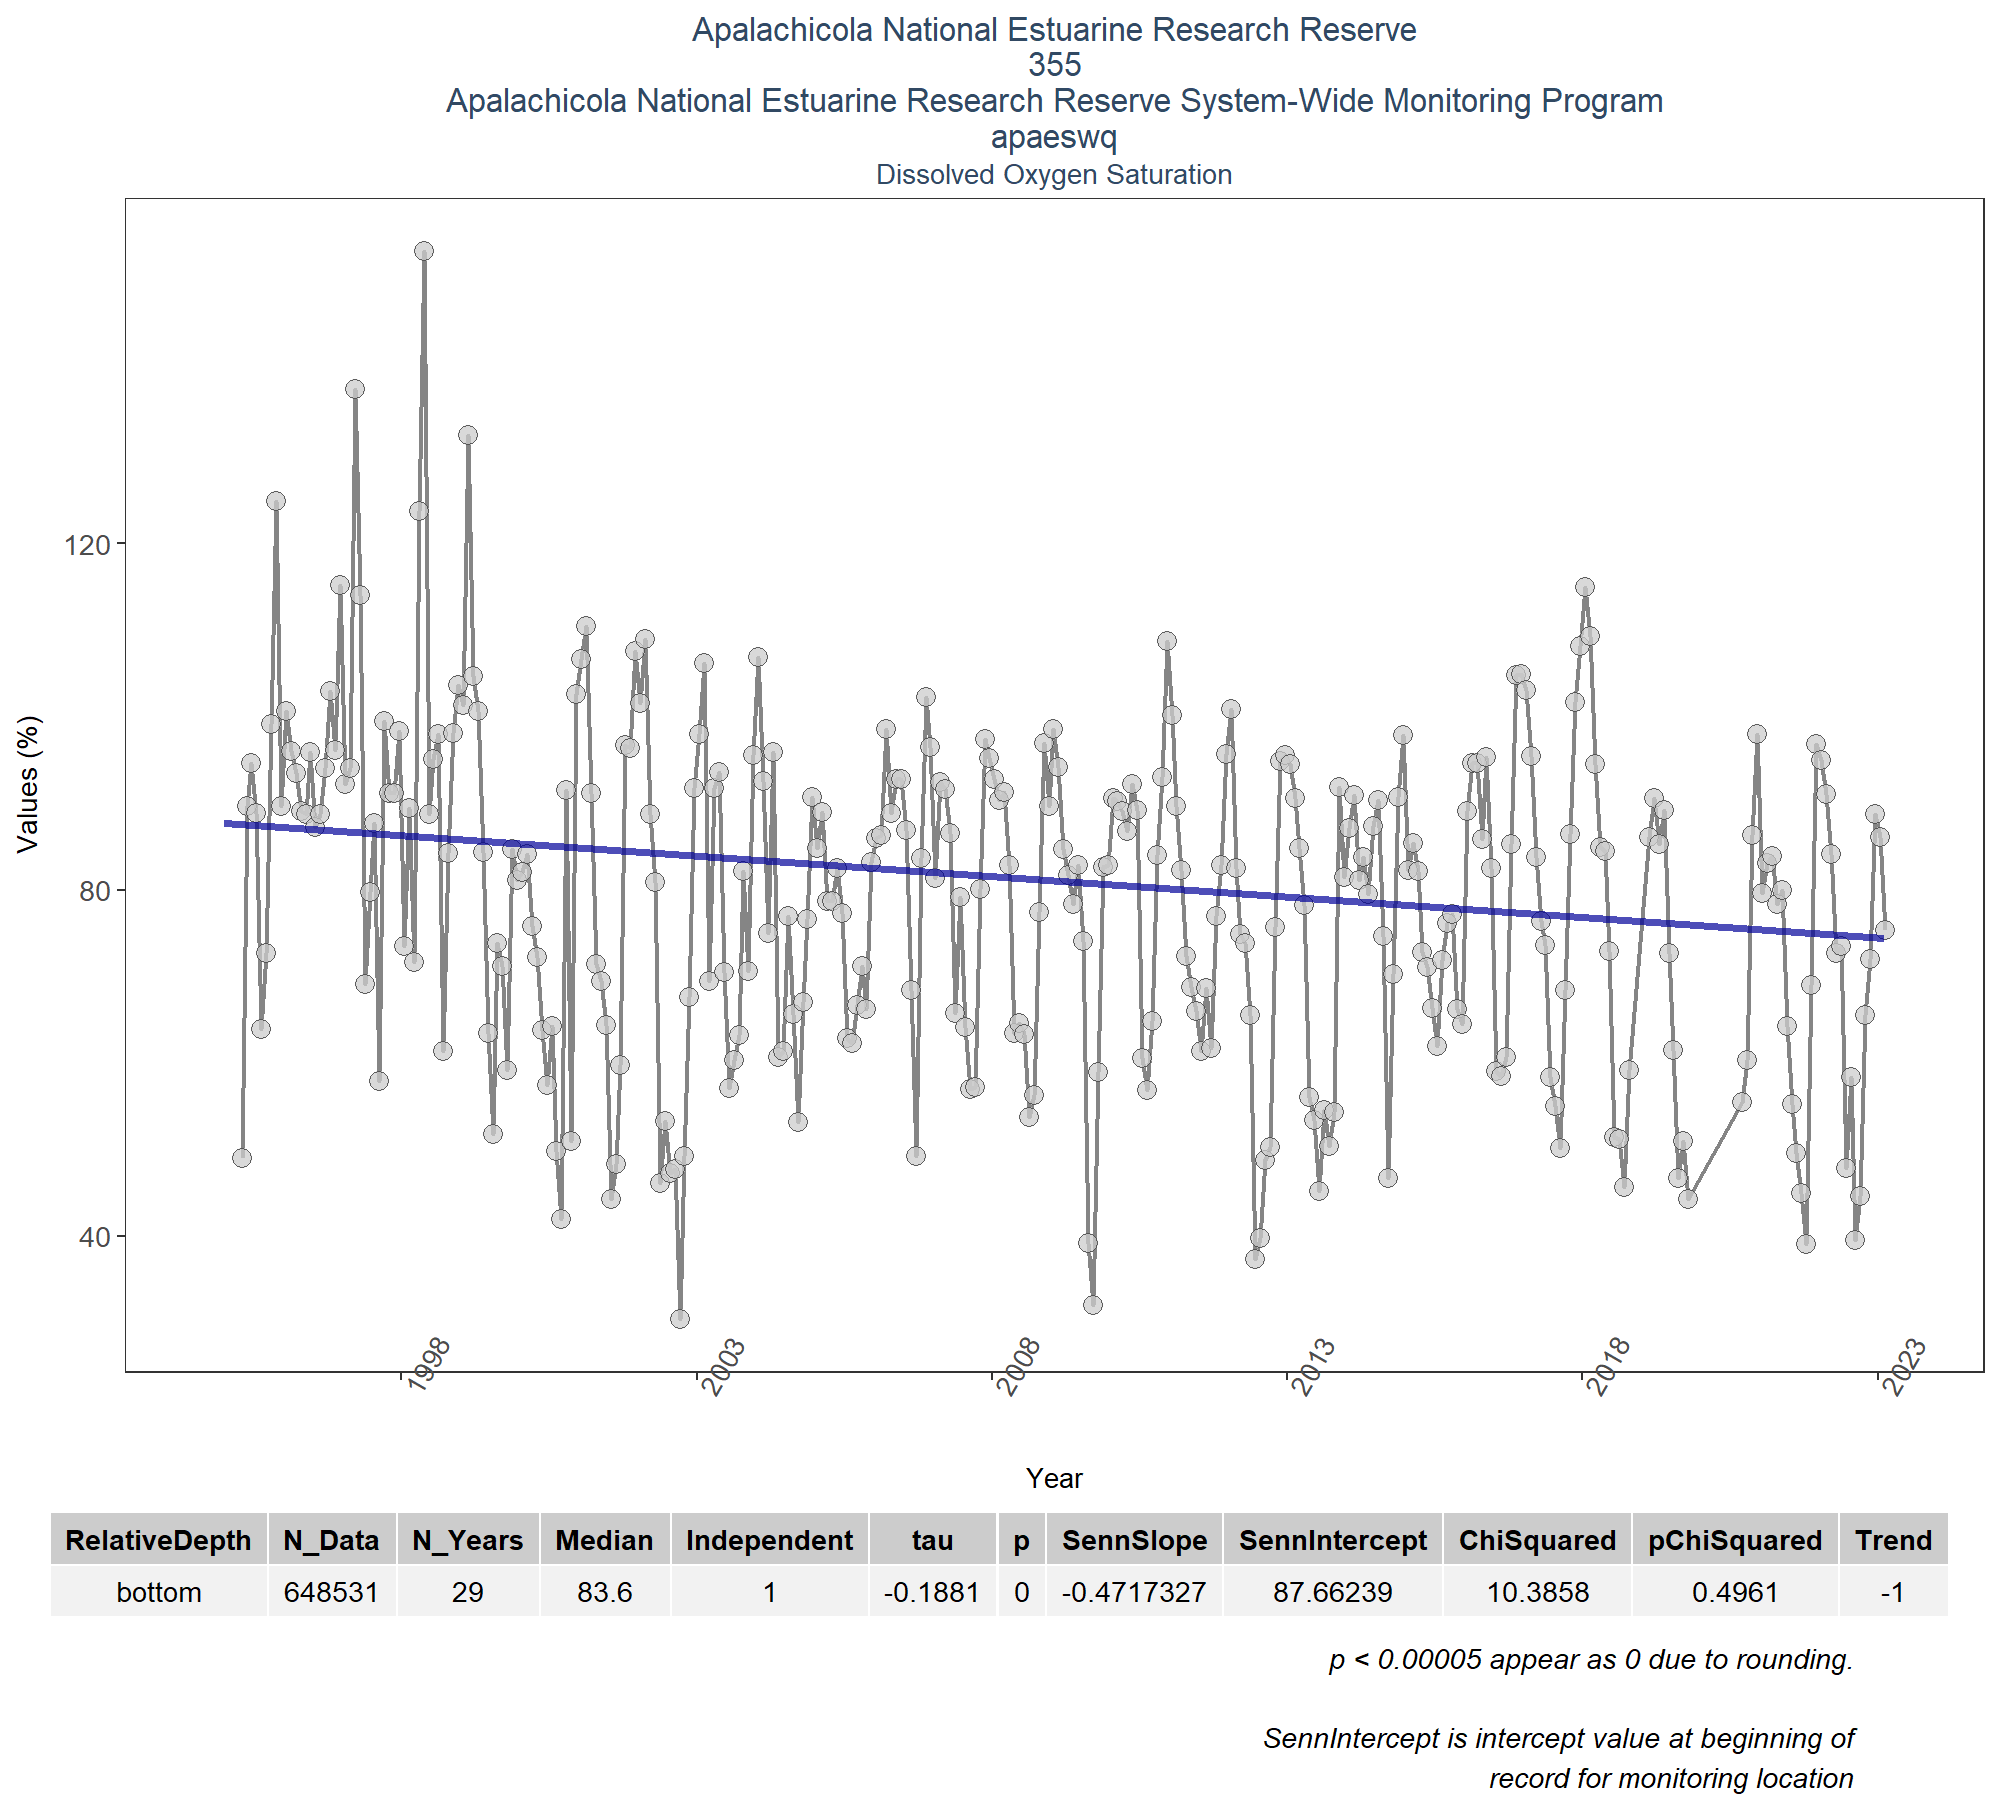 Apalachicola National Estuarine Research Reserve
355
Apalachicola National Estuarine Research Reserve System-Wide Monitoring Program
apaeswq
Dissolved Oxygen Saturation
Values (%)
120
80
40
1998
2003
2008
2013
2018
2023
Year
RelativeDepth N_Data N_Years Median Independent tau p SennSlope SennIntercept ChiSquared pChiSquared Trend
bottom 648531 29 83.6 1 -0.1881 0 -0.4717327 87.66239 10.3858 0.4961 -1
p < 0.00005 appear as 0 due to rounding.
SennIntercept is intercept value at beginning of
record for monitoring location